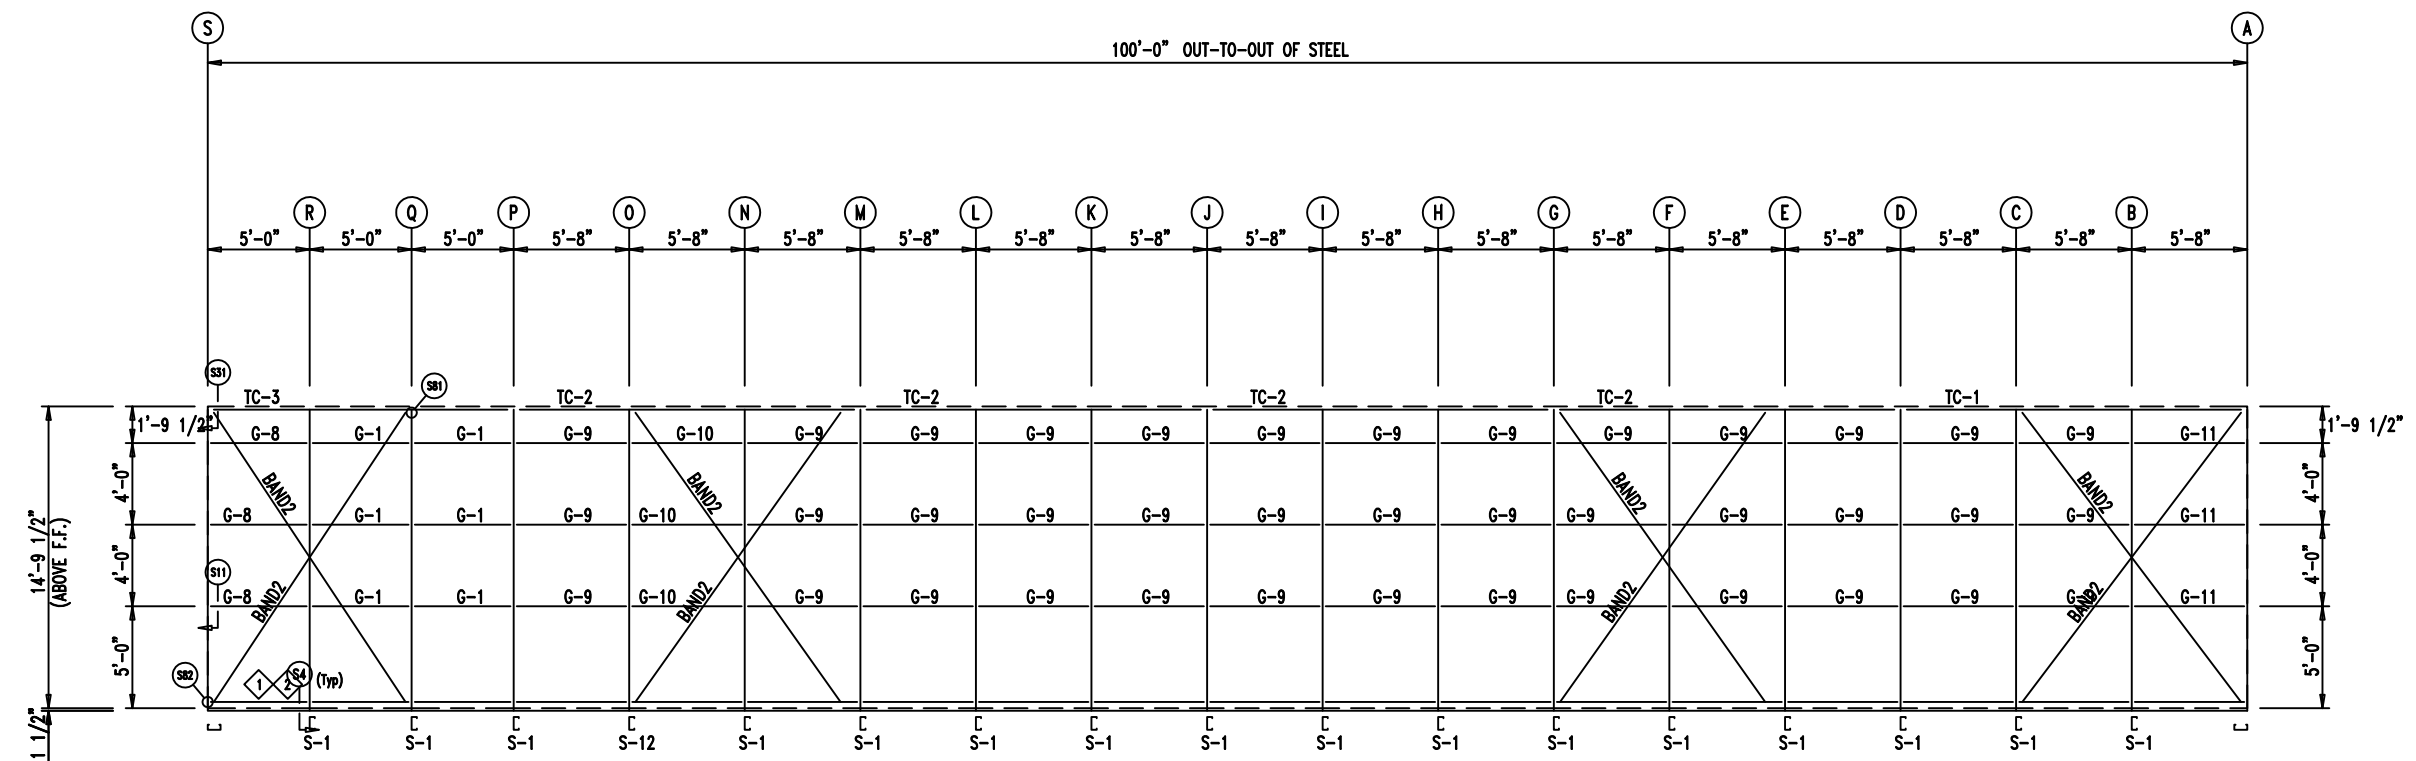 S A
100'-0" OUT-TO-OUT OF STEEL
R Q P O N M L K J I H G F E D C B
5'-0" 5'-0" 5'-0" 5'-8" 5'-8" 5'-8" 5'-8" 5'-8" 5'-8" 5'-8" 5'-8" 5'-8" 5'-8" 5'-8" 5'-8" 5'-8" 5'-8" 5'-8"
S31 SB1
TC-3 TC-2 TC-2 TC-2 TC-2 TC-1
1'-9 1/2" G-8 G-1 G-1 G-9 G-10 G-9 G-9 G-9 G-9 G-9 G-9 G-9 G-9 G-9 G-9 G-9 G-9 G-11 1'-9 1/2"
4'-0" BAND2 BAND2 BAND2 BAND2 4'-0"
G-8 G-1 G-1 G-9 G-10 G-9 G-9 G-9 G-9 G-9 G-9 G-9 G-9 G-9 G-9 G-9 G-9 G-11
14'-9 1/2"
(ABOVE F.F.)
4'-0" S11 4'-0"
G-8 G-1 G-1 G-9 G-10 G-9 G-9 G-9 G-9 G-9 G-9 G-9 G-9 G-9 G-9 G-9 G-9 G-11
BAND2 BAND2 BAND2 BAND2
5'-0" 5'-0"
SB2 1 2 S4 (Typ)
1 1/2"
S-1 S-1 S-1 S-12 S-1 S-1 S-1 S-1 S-1 S-1 S-1 S-1 S-1 S-1 S-1 S-1 S-1